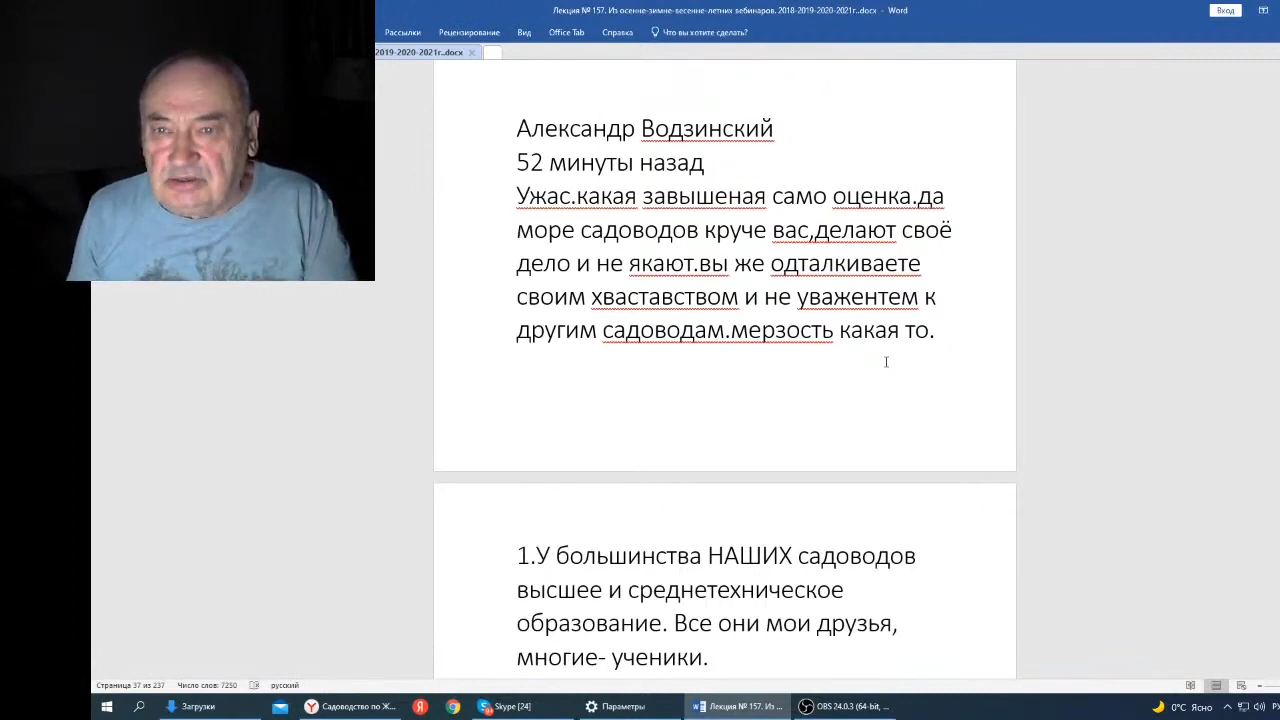 Лекция № 157. Из осенне-зимне-весенне-летних вебинаров. 2018-2019-2020-2021г..docx - Word
Вход
Рассылки Рецензирование Вид Office Tab Справка Что вы хотите сделать?
2019-2020-2021г..docx
Александр Водзинский
52 минуты назад
Ужас.какая завышеная само оценка.да
море садоводов круче вас,делают своё
дело и не якают.вы же одталкиваете
своим хваставством и не уважентем к
другим садоводам.мерзость какая то.
1.У большинства НАШИХ садоводов
высшее и среднетехническое
образование. Все они мои друзья,
многие- ученики.
Страница 37 из 237 Число слов: 7250 русский
Загрузки Садоводство по Ж... Skype [24] Параметры Лекция № 157. Из ... OBS 24.0.3 (64-bit, ... 0°C Ясно